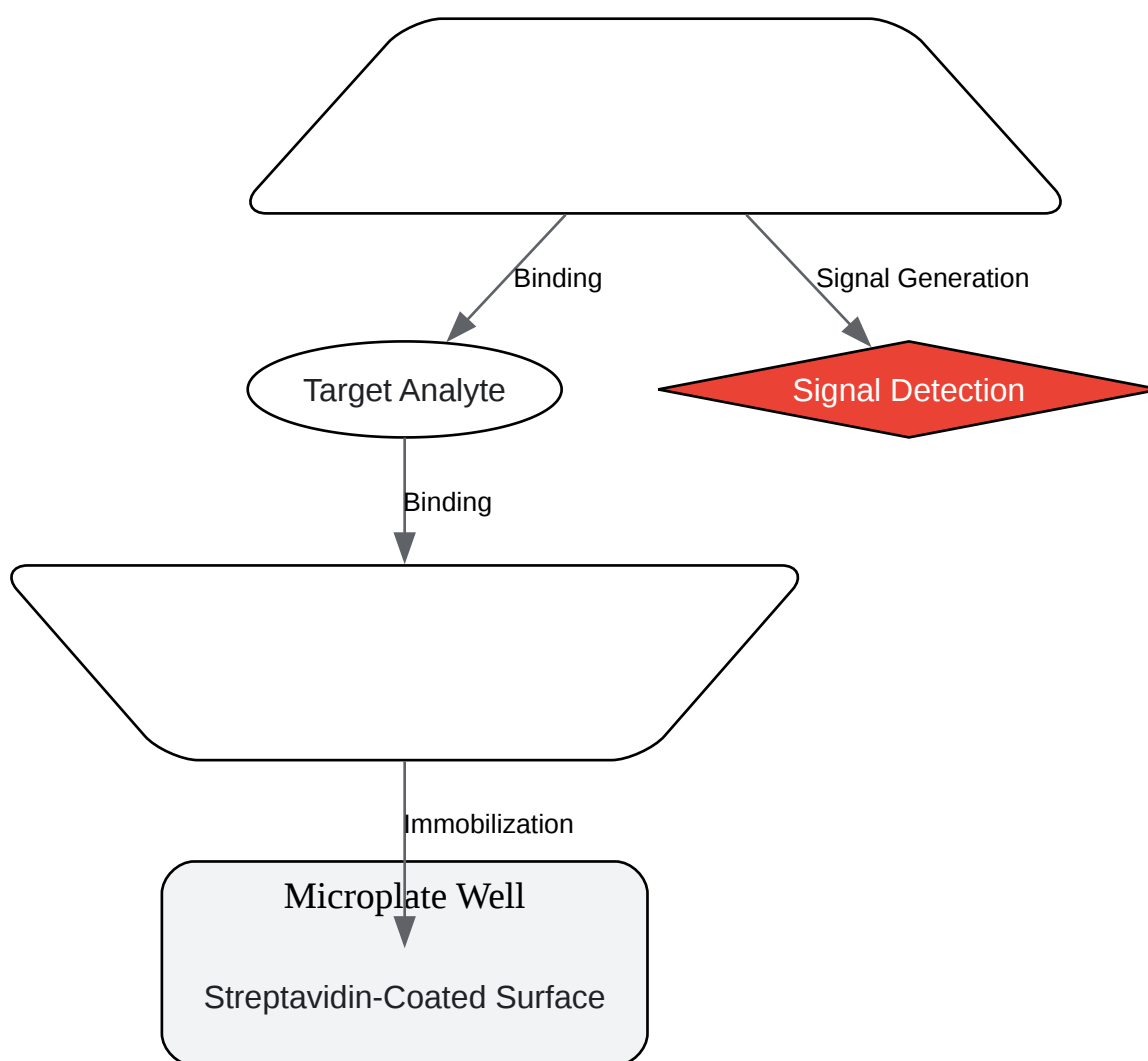 Binding
Signal Generation
Target Analyte
Signal Detection
Binding
Immobilization
Microplate Well
Streptavidin-Coated Surface